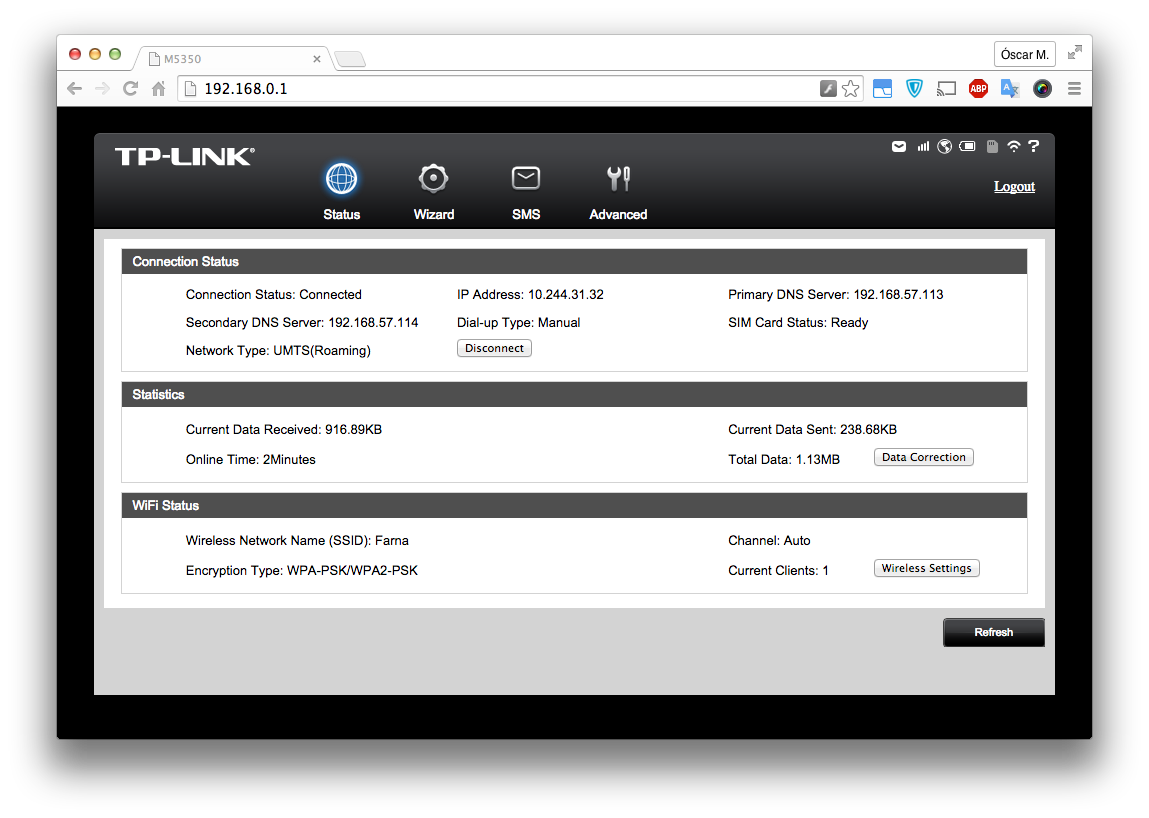 M5350
Óscar M.
192.168.0.1
ABP
TP-LINK®
?
Logout
Status
Wizard
SMS
Advanced
Connection Status
Connection Status: Connected
IP Address: 10.244.31.32
Primary DNS Server: 192.168.57.113
Secondary DNS Server: 192.168.57.114
Dial-up Type: Manual
SIM Card Status: Ready
Network Type: UMTS(Roaming)
Disconnect
Statistics
Current Data Received: 916.89KB
Current Data Sent: 238.68KB
Online Time: 2Minutes
Total Data: 1.13MB
Data Correction
WiFi Status
Wireless Network Name (SSID): Farna
Channel: Auto
Encryption Type: WPA-PSK/WPA2-PSK
Current Clients: 1
Wireless Settings
Refresh